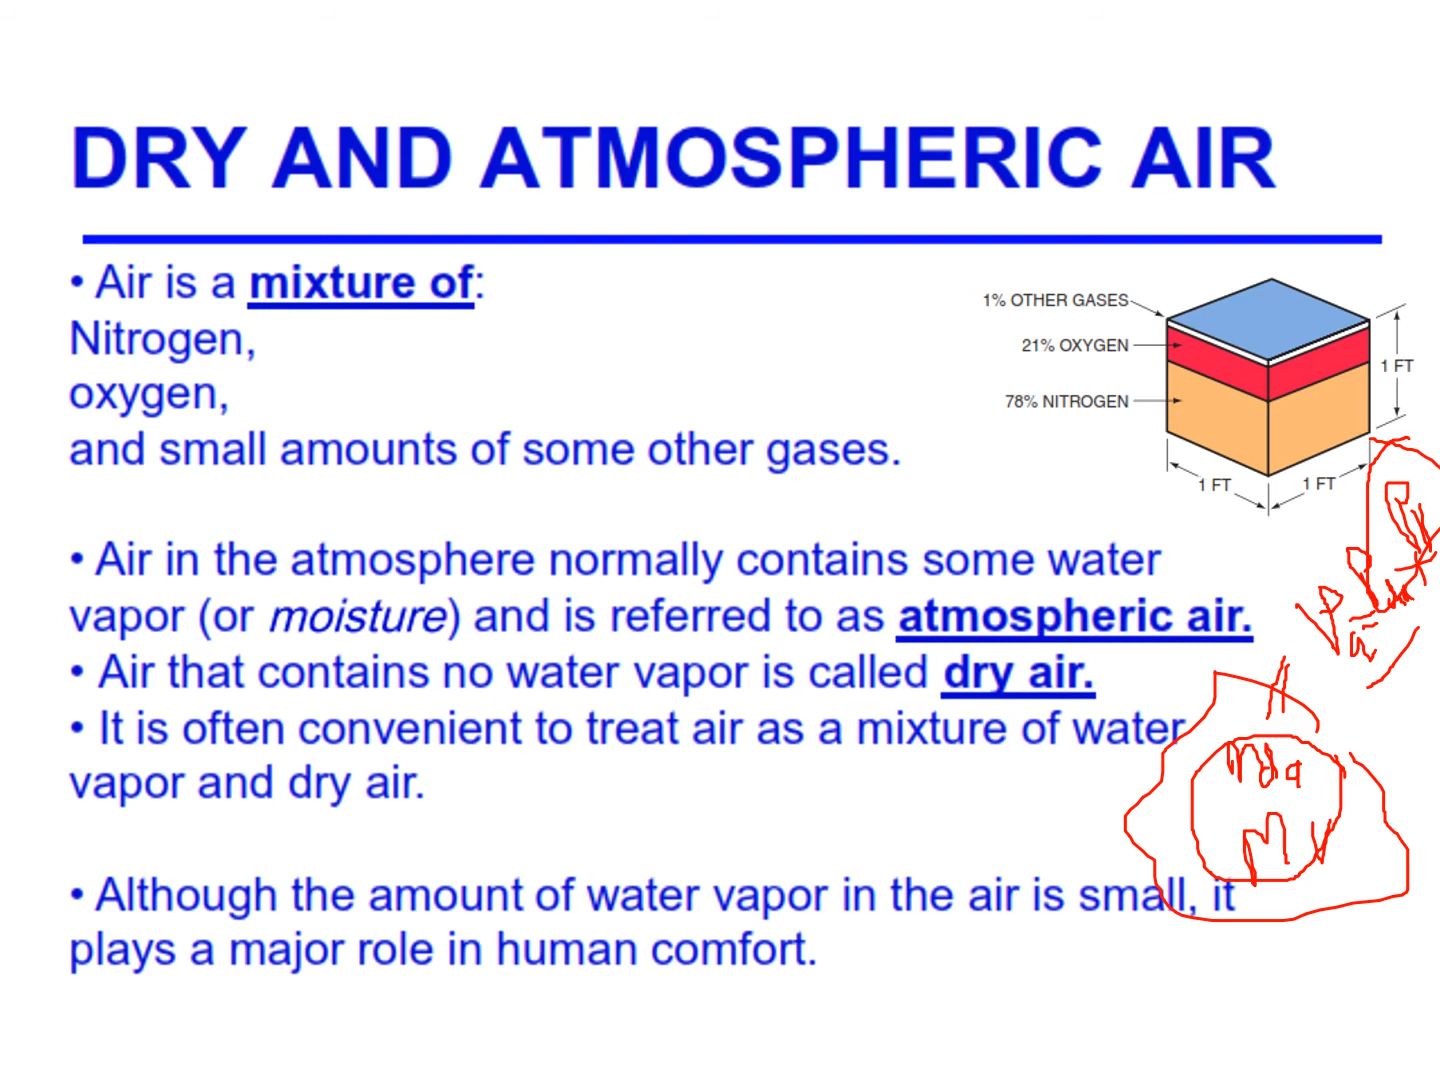 DRY AND ATMOSPHERIC AIR
• Air is a mixture of:
Nitrogen,
oxygen,
and small amounts of some other gases.
1% OTHER GASES
21% OXYGEN
78% NITROGEN
1 FT
1 FT
1 FT
• Air in the atmosphere normally contains some water
vapor (or moisture) and is referred to as atmospheric air.
• Air that contains no water vapor is called dry air.
• It is often convenient to treat air as a mixture of water
vapor and dry air.
mda
mv
• Although the amount of water vapor in the air is small, it
plays a major role in human comfort.